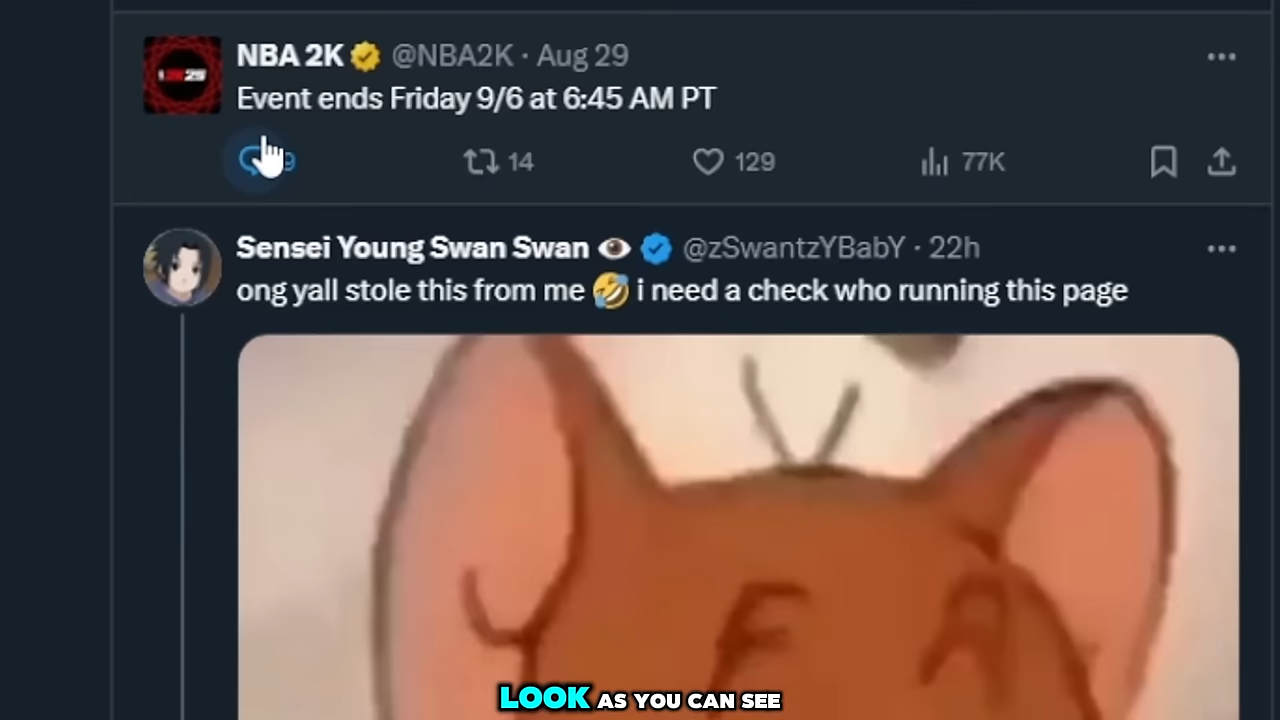 NBA 2K @NBA2K · Aug 29
Event ends Friday 9/6 at 6:45 AM PT
14 129 77K
Sensei Young Swan Swan 👁 @zSwantzYBabY · 22h
ong yall stole this from me 🤣 i need a check who running this page
LOOK AS YOU CAN SEE